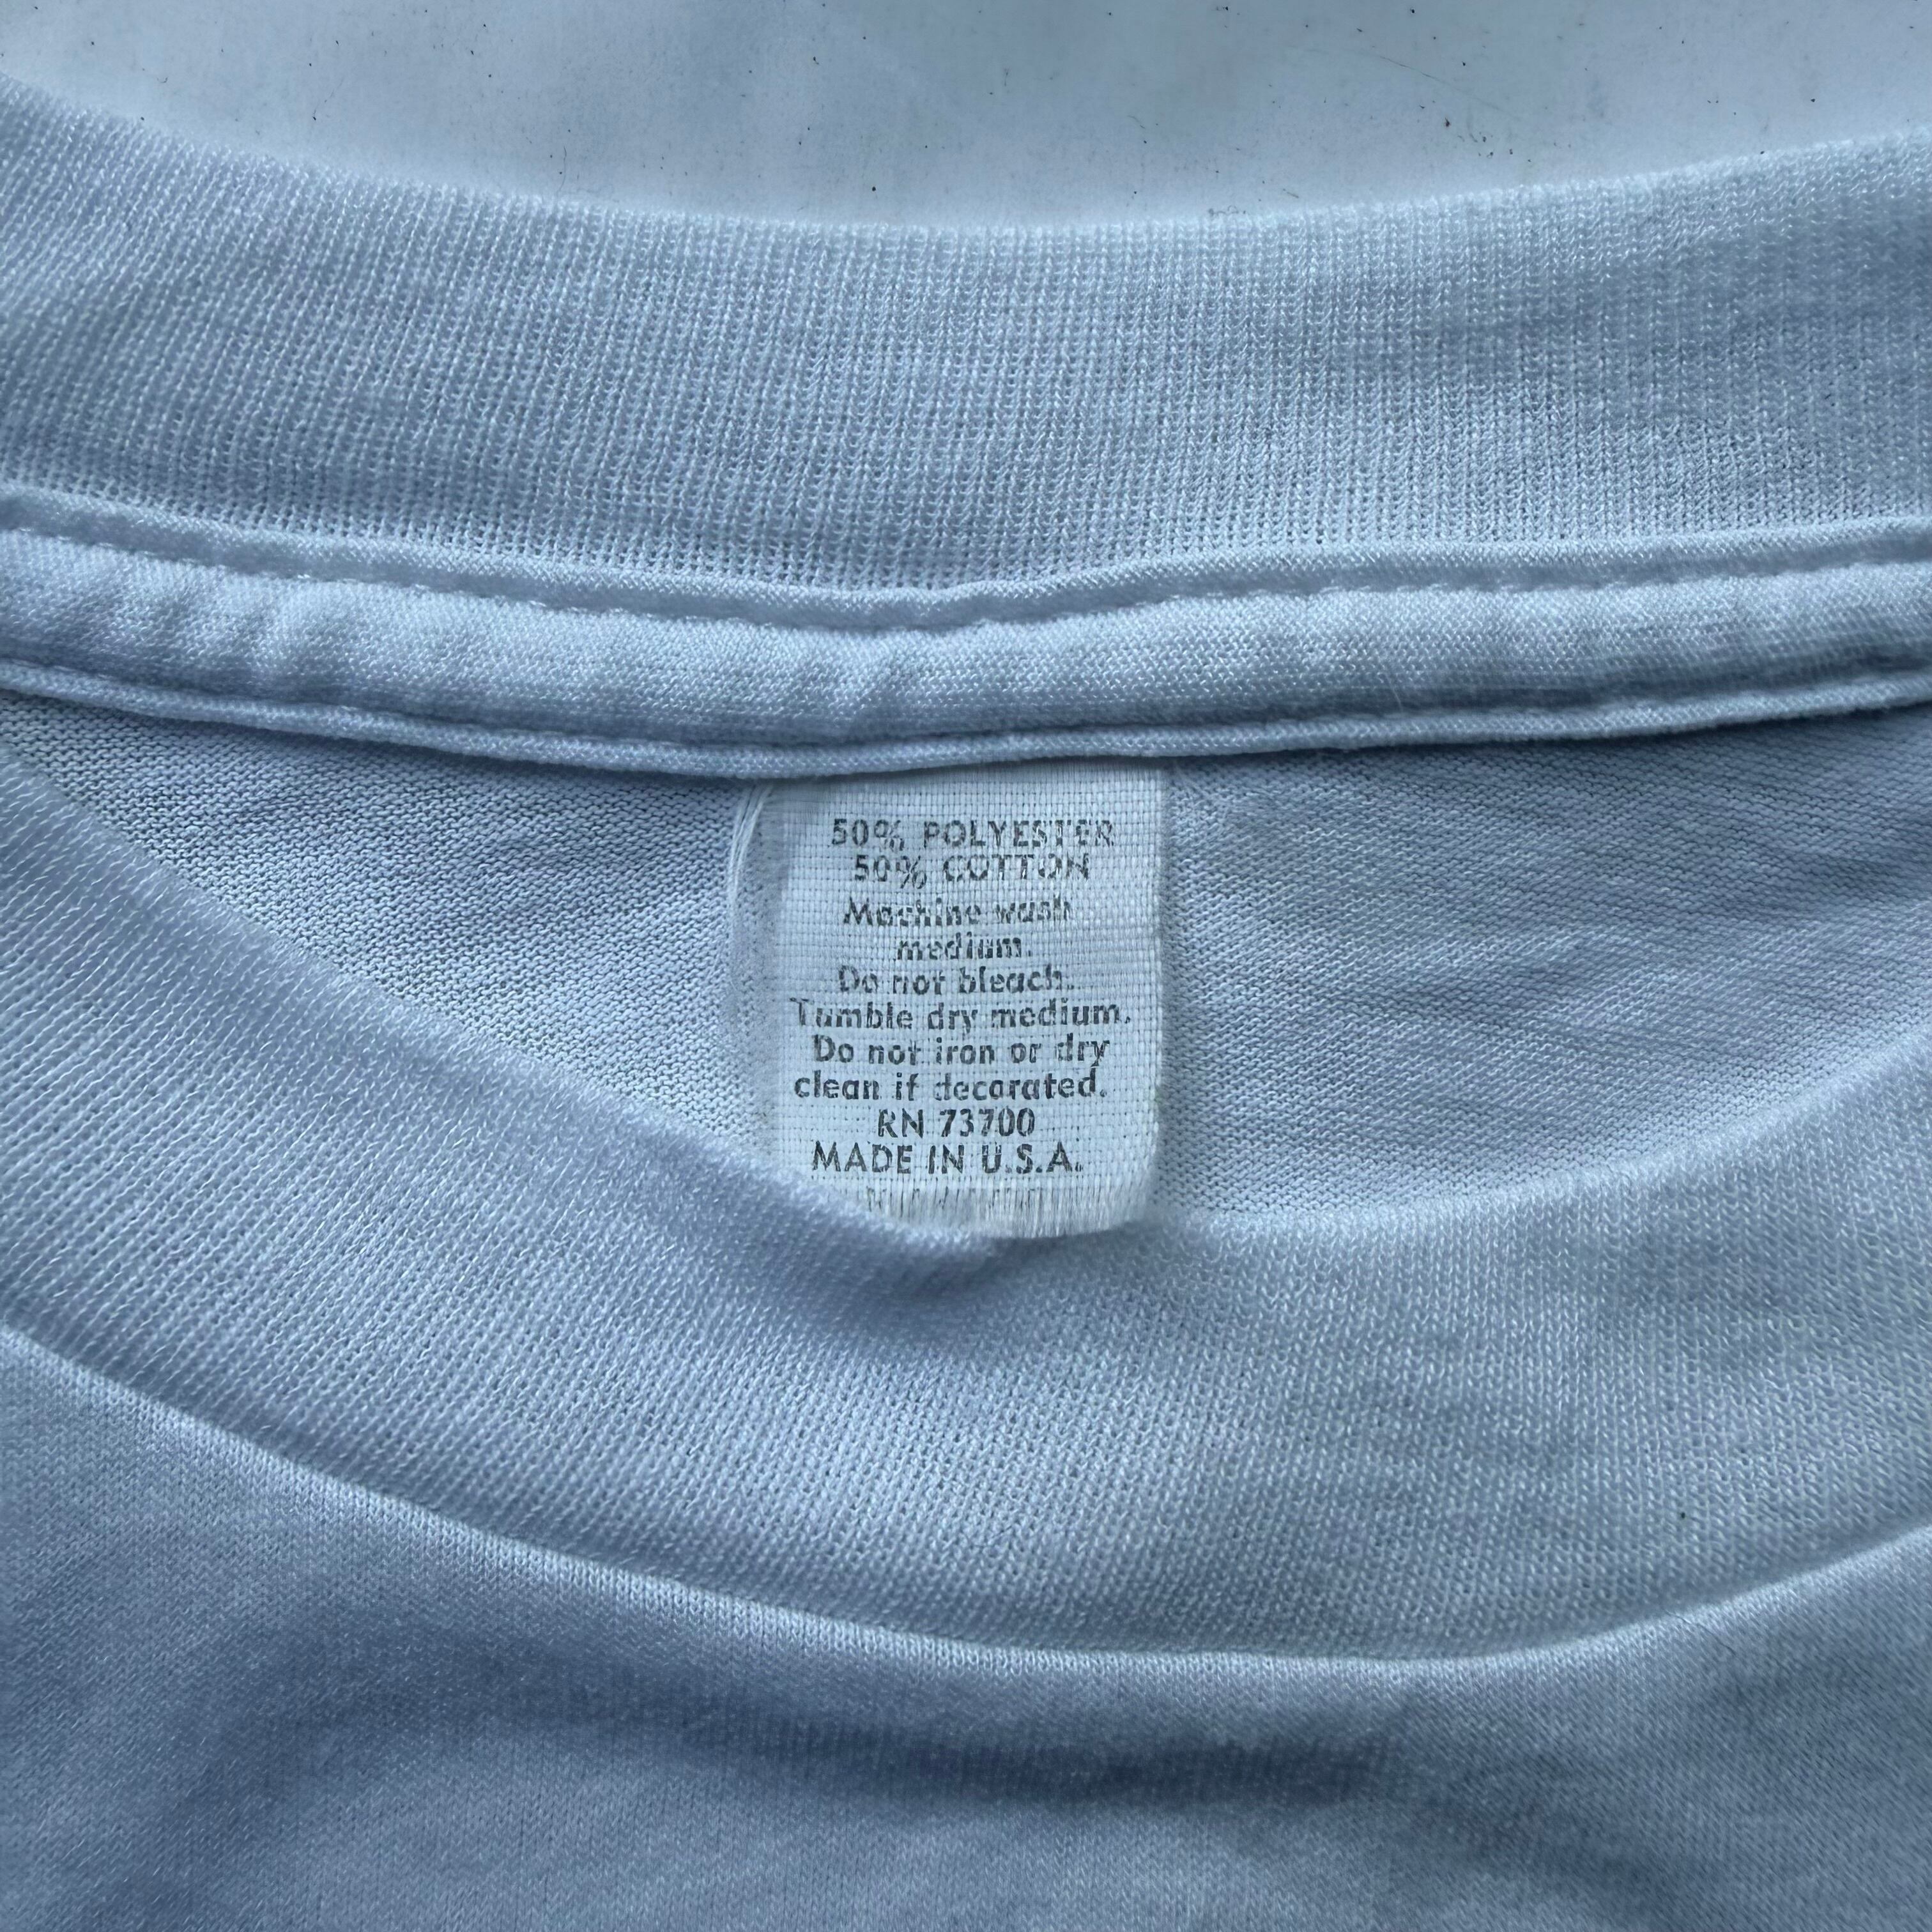 50% POLYESTER
50% COTTON
Machine wash
medium.
Do not bleach.
Tumble dry medium.
Do not iron or dry
clean if decorated.
RN 73700
MADE IN U.S.A.